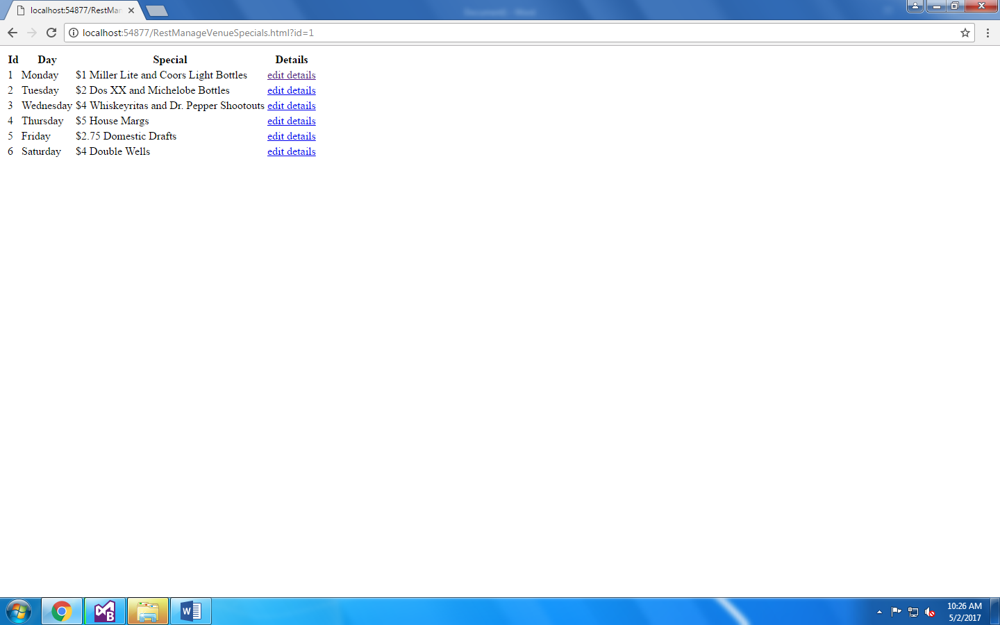 localhost:54877/RestMan
localhost:54877/RestManageVenueSpecials.html?id=1
Id Day Special Details
1 Monday $1 Miller Lite and Coors Light Bottles edit details
2 Tuesday $2 Dos XX and Michelobe Bottles edit details
3 Wednesday $4 Whiskeyritas and Dr. Pepper Shootouts edit details
4 Thursday $5 House Margs edit details
5 Friday $2.75 Domestic Drafts edit details
6 Saturday $4 Double Wells edit details
10:26 AM
5/2/2017